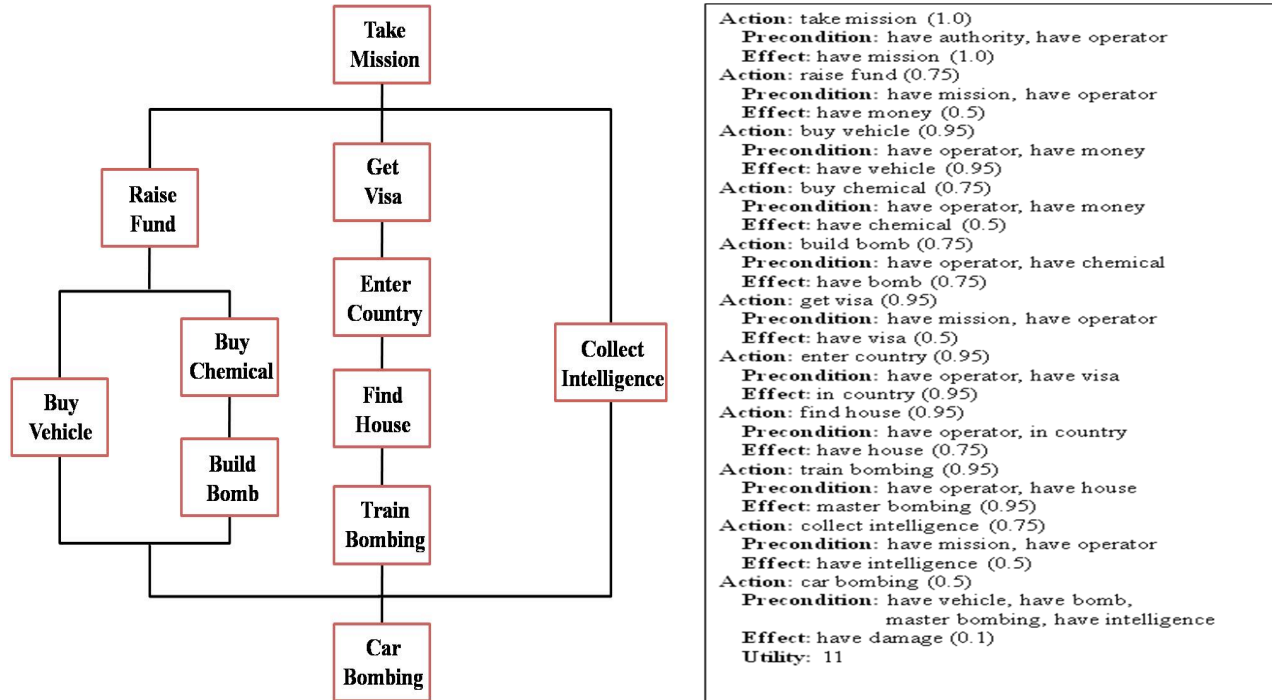 Take
Mission
Raise
Fund
Get
Visa
Buy
Vehicle
Buy
Chemical
Build
Bomb
Enter
Country
Find
House
Train
Bombing
Collect
Intelligence
Car
Bombing
Action: take mission (1.0)
Precondition: have authority, have operator
Effect: have mission (1.0)
Action: raise fund (0.75)
Precondition: have mission, have operator
Effect: have money (0.5)
Action: buy vehicle (0.95)
Precondition: have operator, have money
Effect: have vehicle (0.95)
Action: buy chemical (0.75)
Precondition: have operator, have money
Effect: have chemical (0.5)
Action: build bomb (0.75)
Precondition: have operator, have chemical
Effect: have bomb (0.75)
Action: get visa (0.95)
Precondition: have mission, have operator
Effect: have visa (0.5)
Action: enter country (0.95)
Precondition: have operator, have visa
Effect: in country (0.95)
Action: find house (0.95)
Precondition: have operator, in country
Effect: have house (0.75)
Action: train bombing (0.95)
Precondition: have operator, have house
Effect: master bombing (0.95)
Action: collect intelligence (0.75)
Precondition: have mission, have operator
Effect: have intelligence (0.5)
Action: car bombing (0.5)
Precondition: have vehicle, have bomb,
master bombing, have intelligence
Effect: have damage (0.1)
Utility: 11